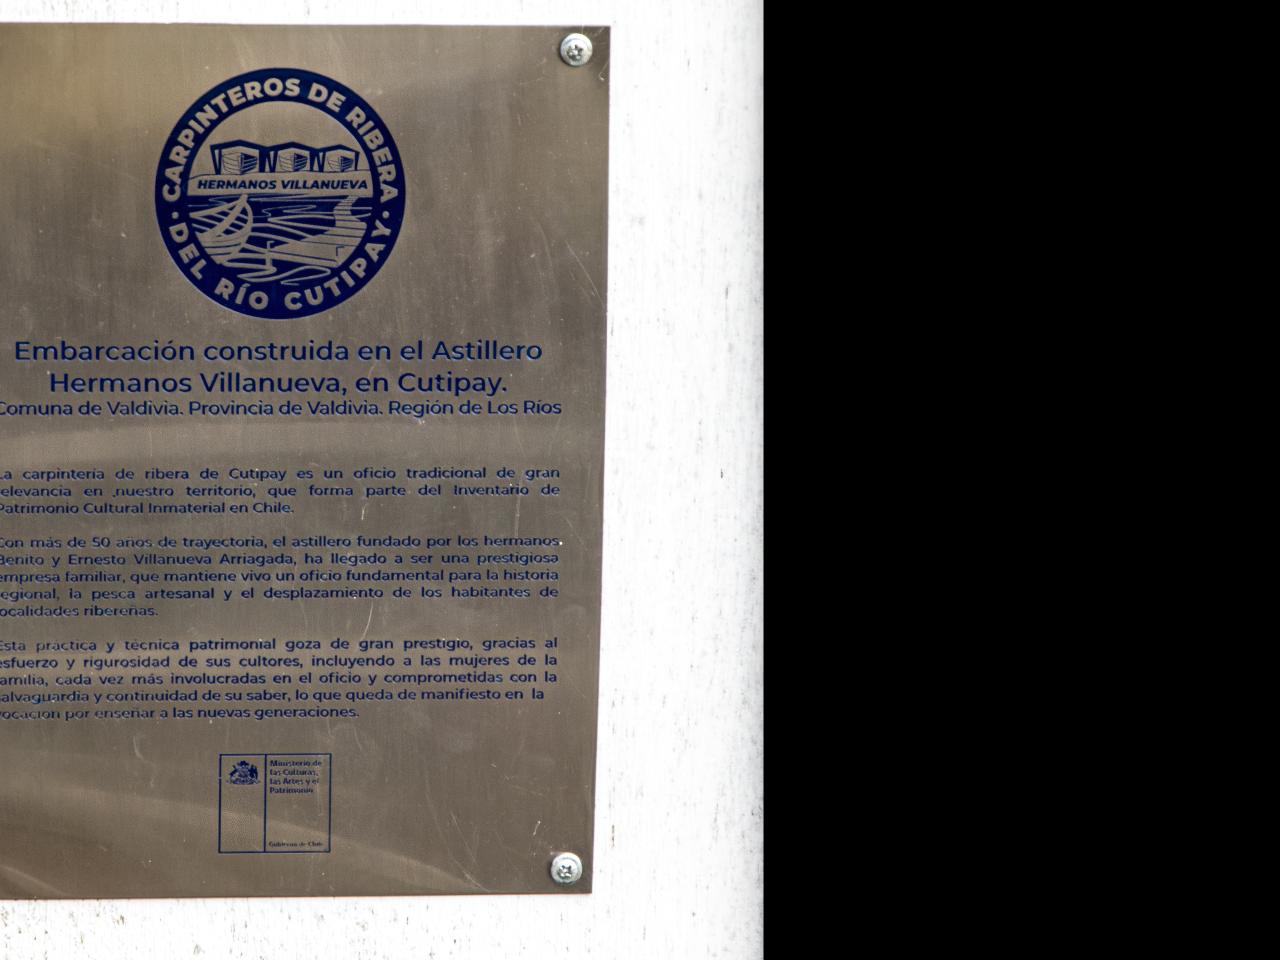 CARPINTEROS DE RIBERA
HERMANOS VILLANUEVA
DEL RÍO CUTIPAY
Embarcación construida en el Astillero
Hermanos Villanueva, en Cutipay.
Comuna de Valdivia. Provincia de Valdivia. Región de Los Ríos
La carpintería de ribera de Cutipay es un oficio tradicional de gran
relevancia en nuestro territorio, que forma parte del Inventario de
Patrimonio Cultural Inmaterial en Chile.
Con más de 50 años de trayectoria, el astillero fundado por los hermanos
Benito y Ernesto Villanueva Arriagada, ha llegado a ser una prestigiosa
empresa familiar, que mantiene vivo un oficio fundamental para la historia
regional, la pesca artesanal y el desplazamiento de los habitantes de
localidades ribereñas.
Esta práctica y técnica patrimonial goza de gran prestigio, gracias al
esfuerzo y rigurosidad de sus cultores, incluyendo a las mujeres de la
familia, cada vez más involucradas en el oficio y comprometidas con la
salvaguardia y continuidad de su saber, lo que queda de manifiesto en la
vocación por enseñar a las nuevas generaciones.
Ministerio de
las Culturas,
las Artes y el
Patrimonio
Gobierno de Chile